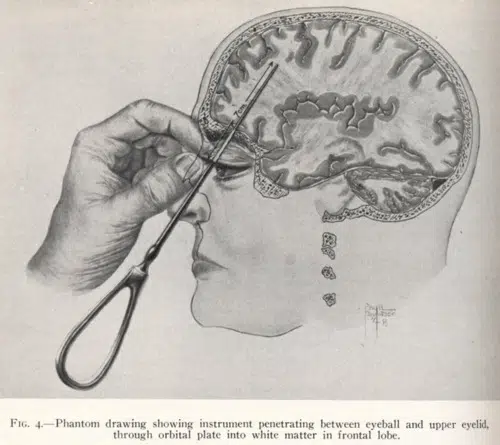 7cm
FIG. 4.—Phantom drawing showing instrument penetrating between eyeball and upper eyelid,
through orbital plate into white matter in frontal lobe.